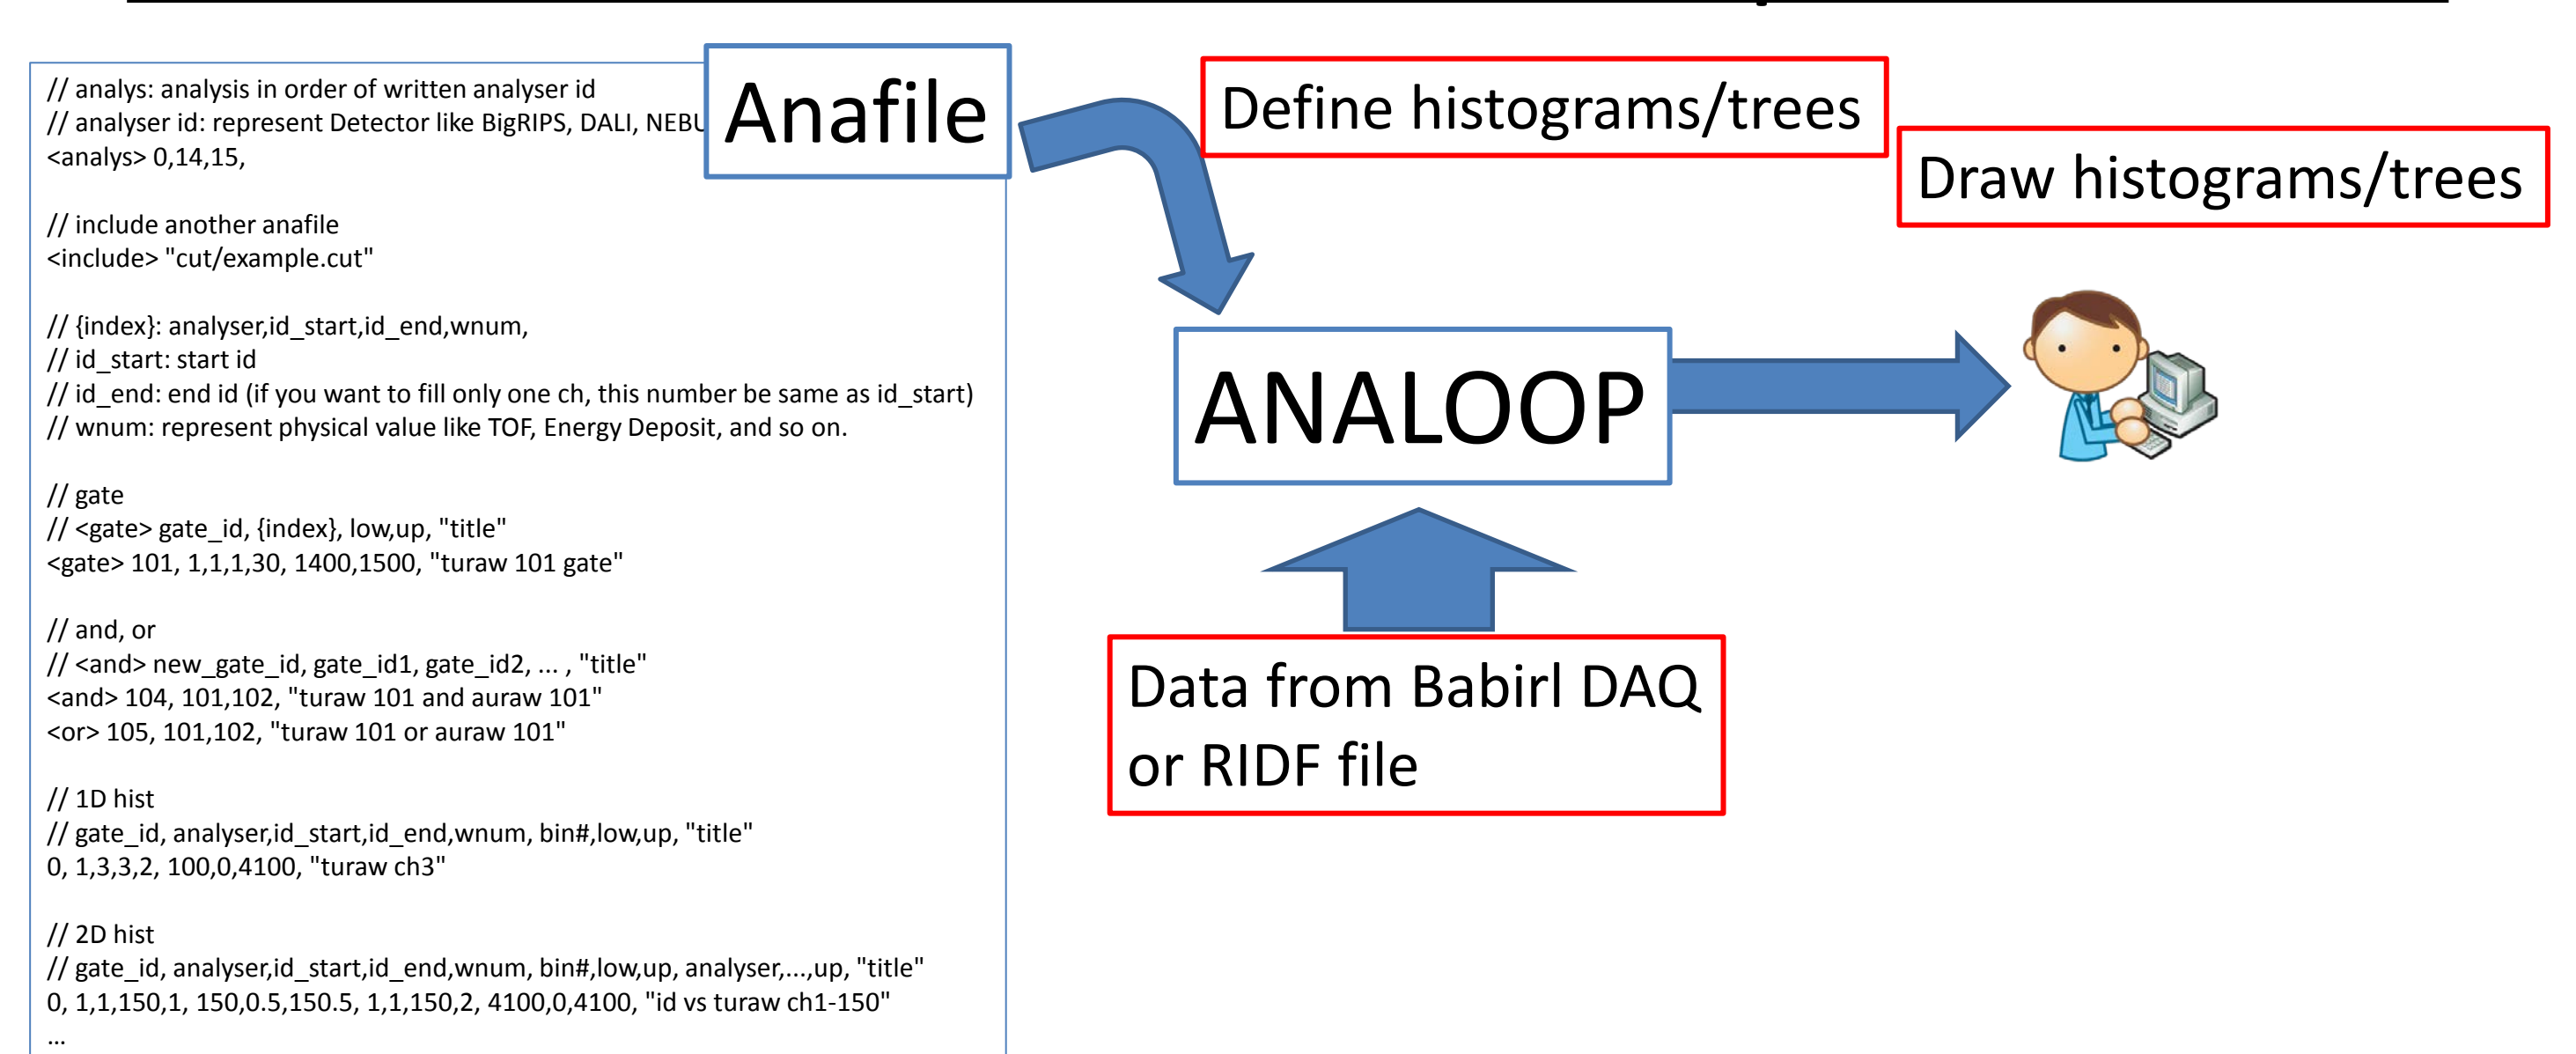 // analys: analysis in order of written analyser id
// analyser id: represent Detector like BigRIPS, DALI,
<analys> 0,14,15,

// include another anafile
<include> "cut/example.cut"

// {index}: analyser,id_start,id_end,wnum,
// id_start: start id
// id_end: end id (if you want to fill only one ch, this number be same as id_start)
// wnum: represent physical value like TOF, Energy Deposit, and so on.

// gate
// <gate> gate_id, {index}, low,up, "title"
<gate> 101, 1,1,1,30, 1400,1500, "turaw 101 gate"

// and, or
// <and> new_gate_id, gate_id1, gate_id2, ... , "title"
<and> 104, 101,102, "turaw 101 and auraw 101"
<or> 105, 101,102, "turaw 101 or auraw 101"

// 1D hist
// gate_id, analyser,id_start,id_end,wnum, bin#,low,up, "title"
0, 1,3,3,2, 100,0,4100, "turaw ch3"

// 2D hist
// gate_id, analyser,id_start,id_end,wnum, bin#,low,up, analyser,...,up, "title"
0, 1,1,150,1, 150,0.5,150.5, 1,1,150,2, 4100,0,4100, "id vs turaw ch1-150"
...
Anafile
Define histograms/trees
Draw histograms/trees
ANALOOP
Data from Babirl DAQ
or RIDF file